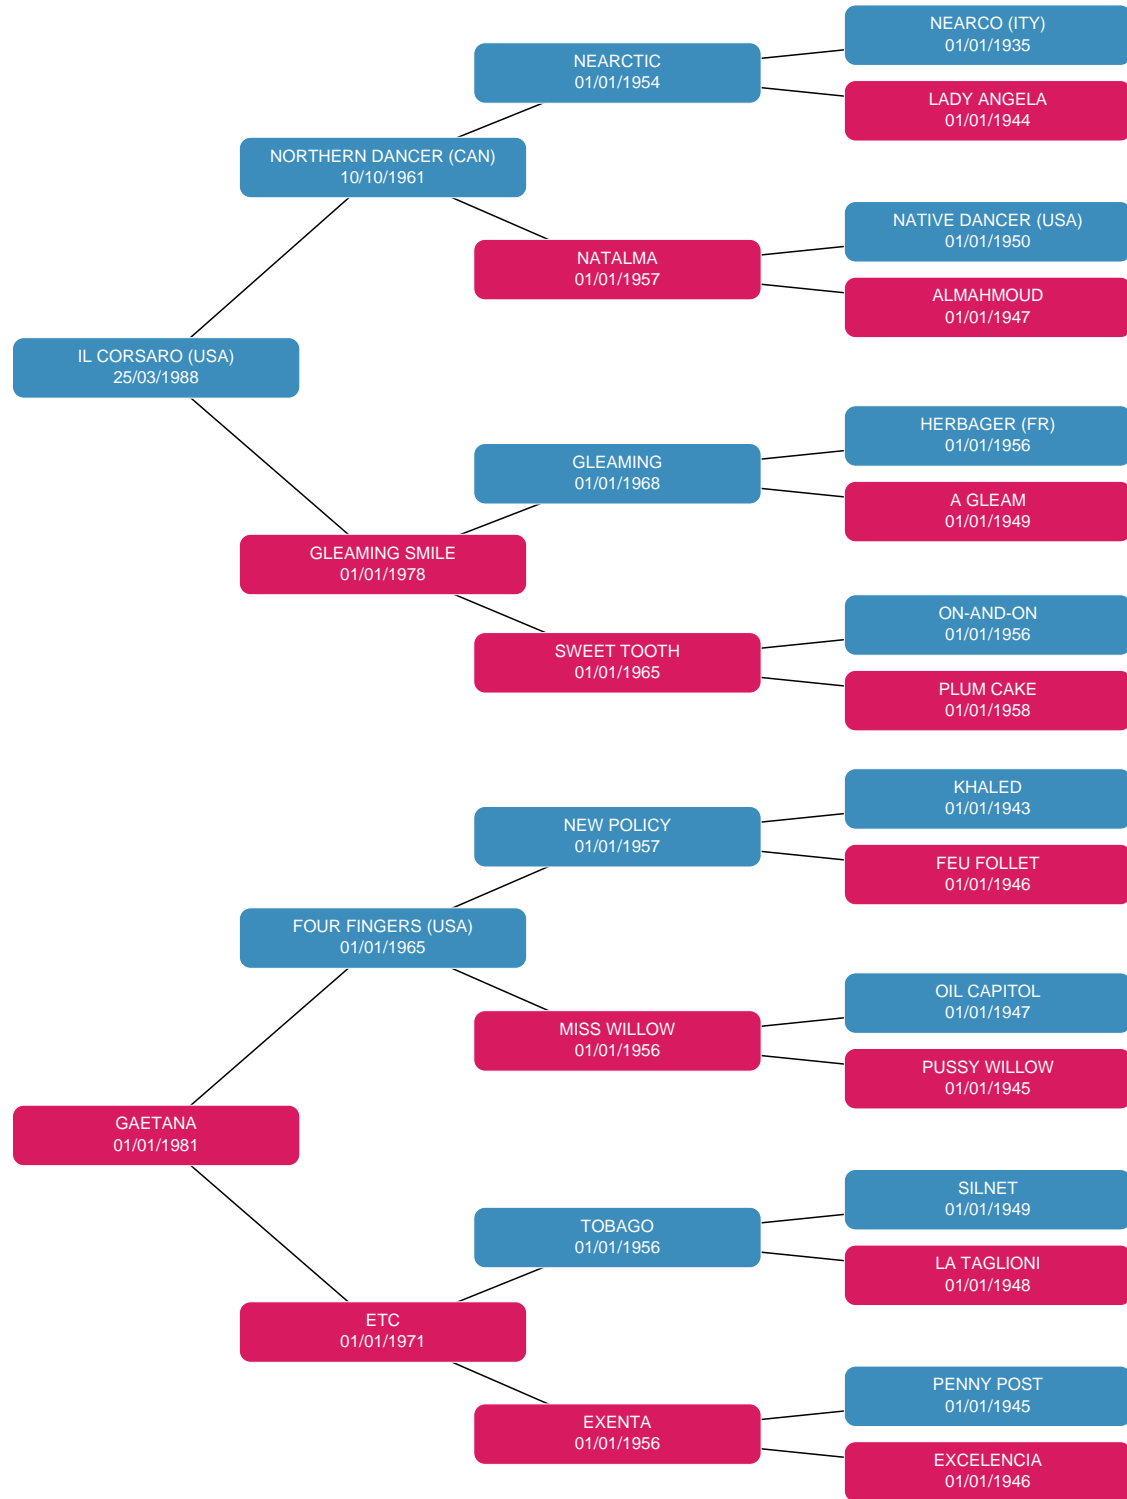 NEARCO (ITY)
01/01/1935
NEARCTIC
01/01/1954
LADY ANGELA
01/01/1944
NORTHERN DANCER (CAN)
10/10/1961
NATIVE DANCER (USA)
01/01/1950
NATALMA
01/01/1957
ALMAHMOUD
01/01/1947
IL CORSARO (USA)
25/03/1988
HERBAGER (FR)
01/01/1956
GLEAMING
01/01/1968
A GLEAM
01/01/1949
GLEAMING SMILE
01/01/1978
ON-AND-ON
01/01/1956
SWEET TOOTH
01/01/1965
PLUM CAKE
01/01/1958
KHALED
01/01/1943
NEW POLICY
01/01/1957
FEU FOLLET
01/01/1946
FOUR FINGERS (USA)
01/01/1965
OIL CAPITOL
01/01/1947
MISS WILLOW
01/01/1956
PUSSY WILLOW
01/01/1945
GAETANA
01/01/1981
SILNET
01/01/1949
TOBAGO
01/01/1956
LA TAGLIONI
01/01/1948
ETC
01/01/1971
PENNY POST
01/01/1945
EXENTA
01/01/1956
EXCELENCIA
01/01/1946